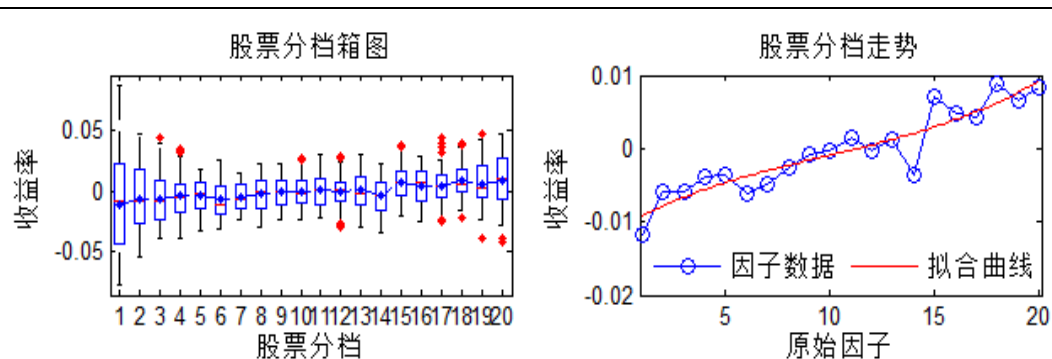 股票分档箱图
收益率
0.05
0
-0.05
1 2 3 4 5 6 7 8 9 10 11 12 13 14 15 16 17 18 19 20
股票分档
股票分档走势
收益率
0.01
0
-0.01
-0.02
因子数据 拟合曲线
5 10 15 20
原始因子